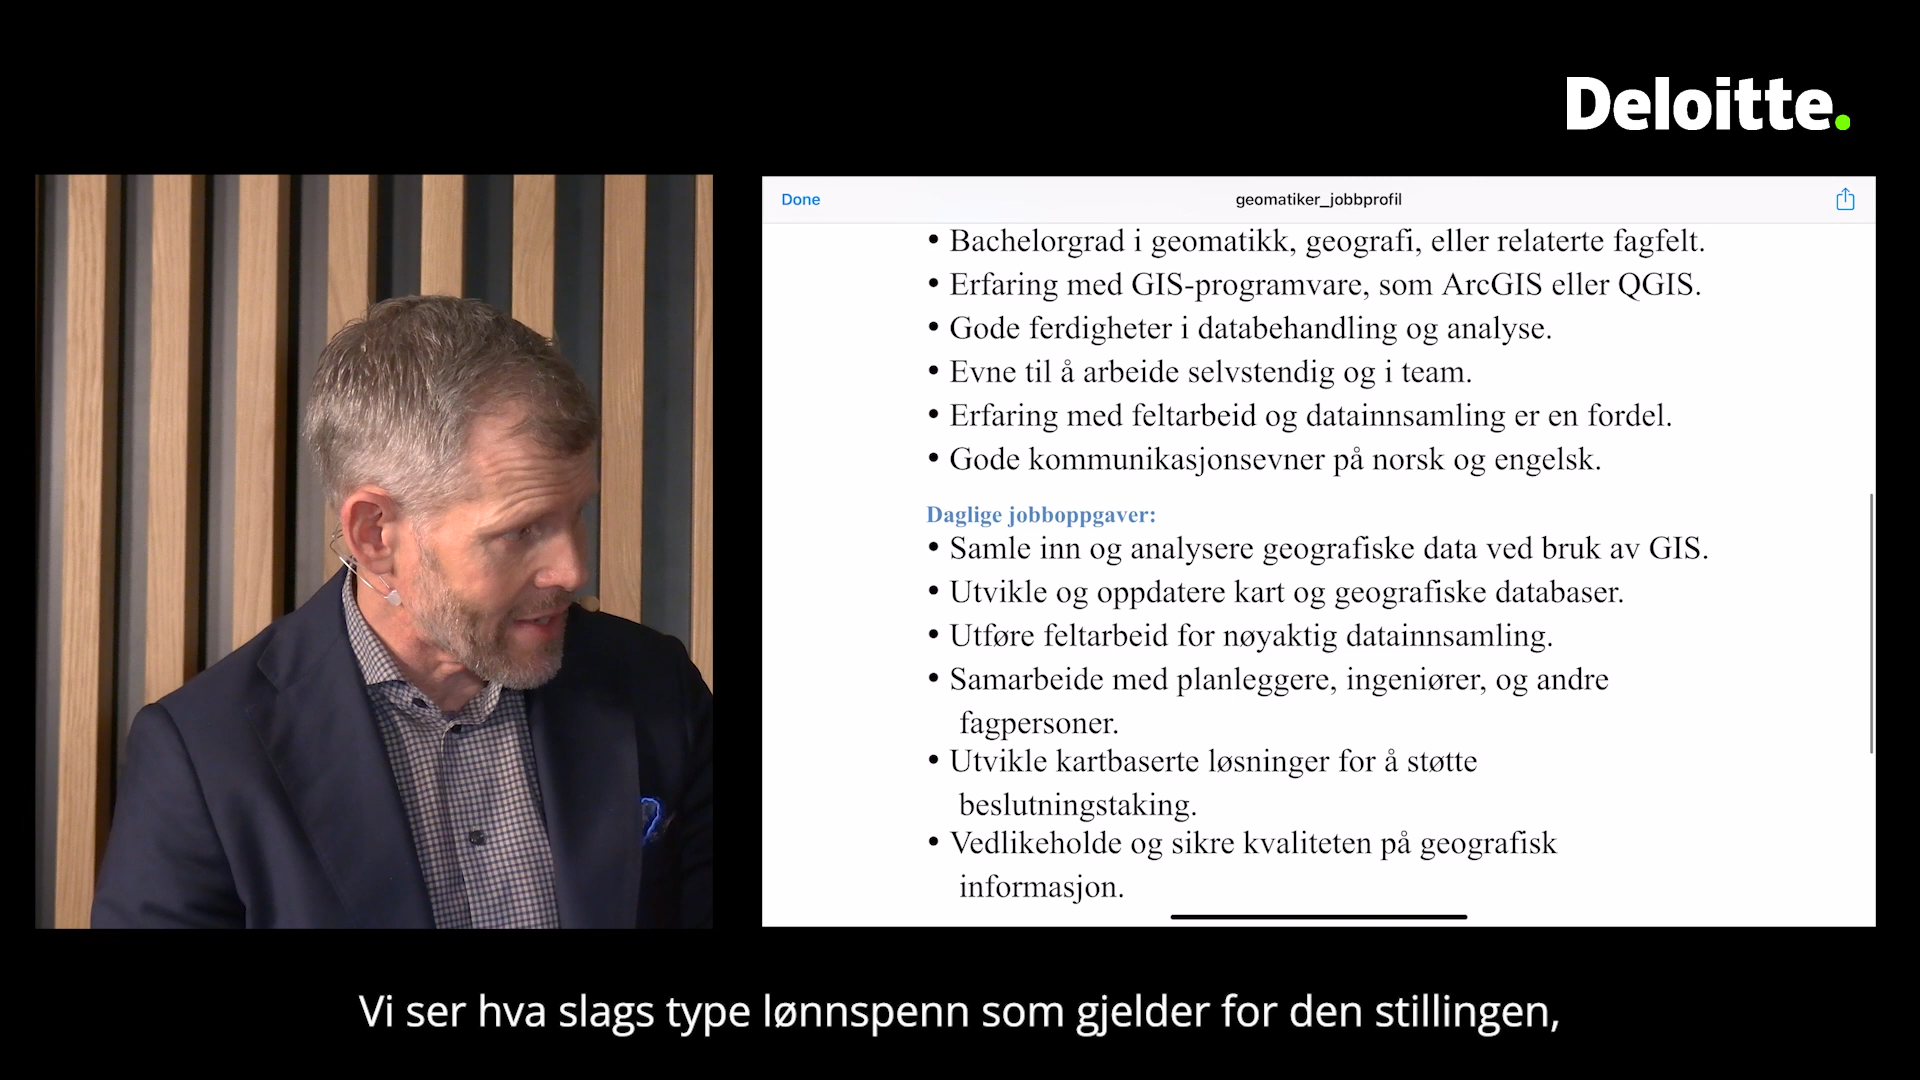 Deloitte.
Done
geomatiker_jobbprofil
• Bachelorgrad i geomatikk, geografi, eller relaterte fagfelt.
• Erfaring med GIS-programvare, som ArcGIS eller QGIS.
• Gode ferdigheter i databehandling og analyse.
• Evne til å arbeide selvstendig og i team.
• Erfaring med feltarbeid og datainnsamling er en fordel.
• Gode kommunikasjonsevner på norsk og engelsk.
Daglige jobboppgaver:
• Samle inn og analysere geografiske data ved bruk av GIS.
• Utvikle og oppdatere kart og geografiske databaser.
• Utføre feltarbeid for nøyaktig datainnsamling.
• Samarbeide med planleggere, ingeniører, og andre
fagpersoner.
• Utvikle kartbaserte løsninger for å støtte
beslutningstaking.
• Vedlikeholde og sikre kvaliteten på geografisk
informasjon.
Vi ser hva slags type lønnspenn som gjelder for den stillingen,